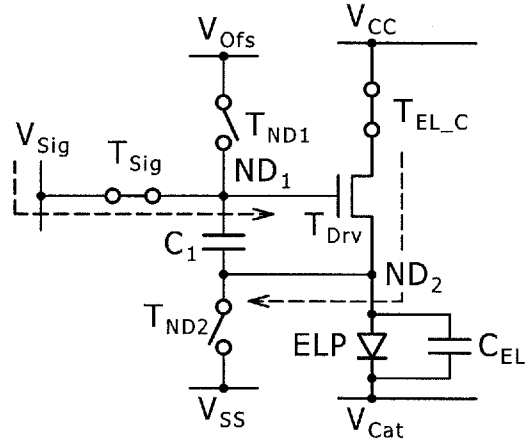 V_Ofs
V_CC
T_ND1
T_EL_C
V_Sig
T_Sig
ND_1
T_Drv
C_1
ND_2
T_ND2
ELP
C_EL
V_SS
V_Cat